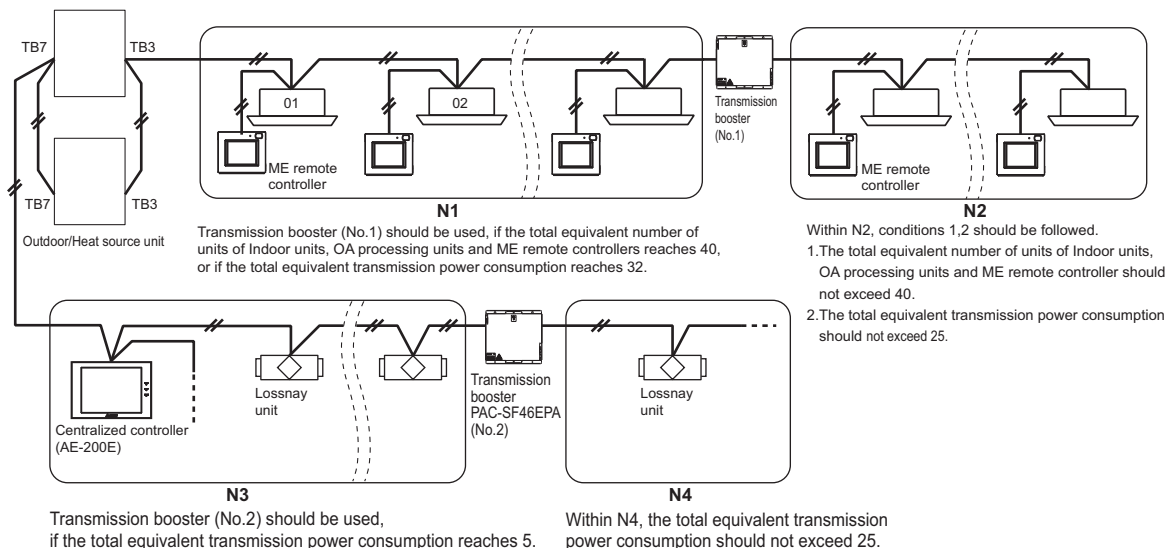 TB7
TB3
TB7
TB3
Outdoor/Heat source unit
01
02
ME remote
controller
N1
Transmission booster (No.1) should be used, if the total equivalent number of
units of Indoor units, OA processing units and ME remote controllers reaches 40,
or if the total equivalent transmission power consumption reaches 32.
Transmission
booster
(No.1)
ME remote
controller
N2
Within N2, conditions 1,2 should be followed.
1.The total equivalent number of units of Indoor units,
OA processing units and ME remote controller should
not exceed 40.
2.The total equivalent transmission power consumption
should not exceed 25.
Centralized controller
(AE-200E)
Lossnay
unit
N3
Transmission booster (No.2) should be used,
if the total equivalent transmission power consumption reaches 5.
Transmission
booster
PAC-SF46EPA
(No.2)
Lossnay
unit
N4
Within N4, the total equivalent transmission
power consumption should not exceed 25.